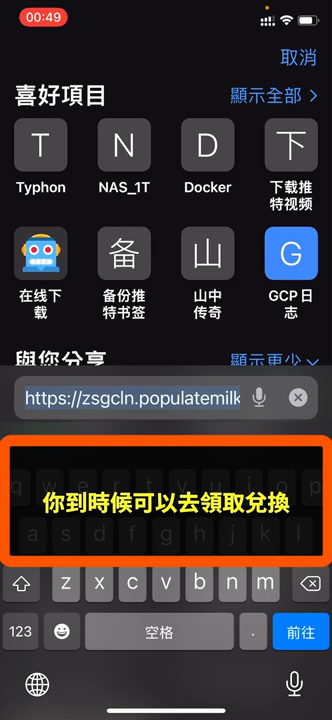 00:49
取消
喜好項目
顯示全部
T
N
D
下
Typhon
NAS_1T
Docker
下载推
特视频
备
山
G
在线下
载
备份推
特书签
山中
传奇
GCP 日
志
與你分享
顯示更少
https://zsgcln.populatemilk
q w e r t y u i o p
你到時候可以去領取兌換
a s d f g h j k l
z x c v b n m
123
空格
.
前往